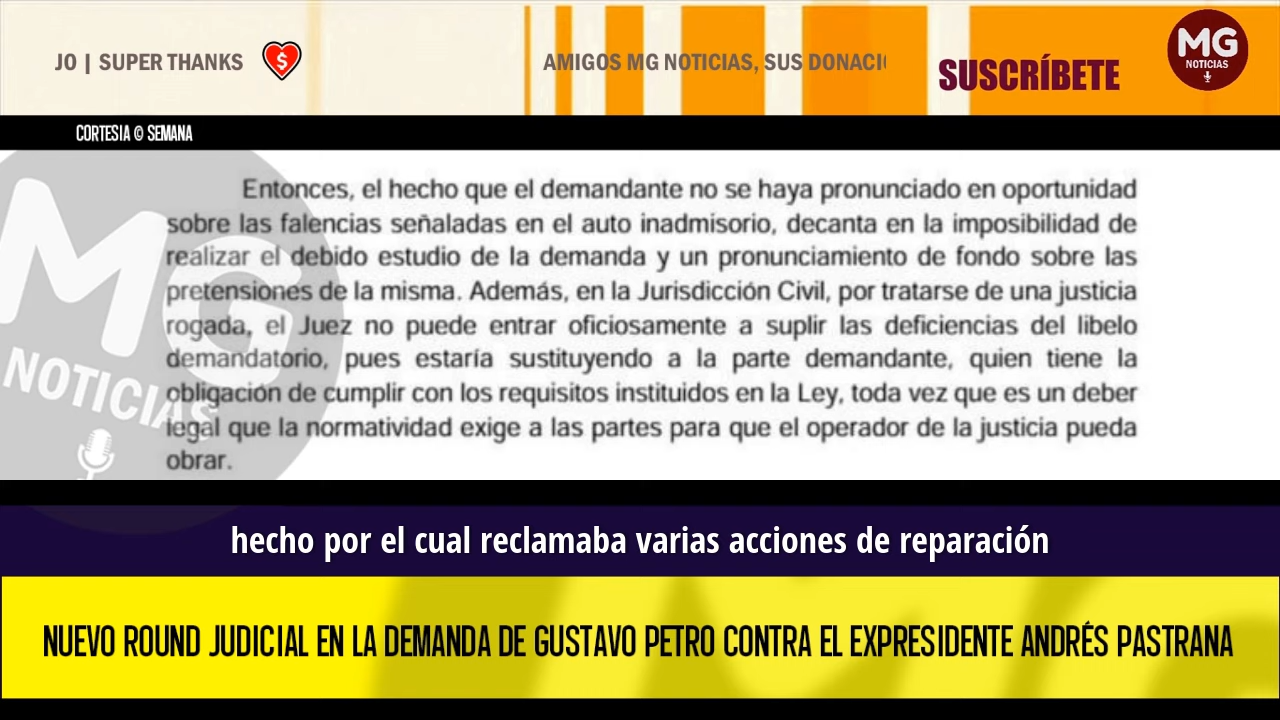 JO | SUPER THANKS
$
AMIGOS MG NOTICIAS, SUS DONACI
SUSCRÍBETE
MG
NOTICIAS
CORTESIA © SEMANA
Entonces, el hecho que el demandante no se haya pronunciado en oportunidad
sobre las falencias señaladas en el auto inadmisorio, decanta en la imposibilidad de
realizar el debido estudio de la demanda y un pronunciamiento de fondo sobre las
pretensiones de la misma. Además, en la Jurisdicción Civil, por tratarse de una justicia
rogada, el Juez no puede entrar oficiosamente a suplir las deficiencias del libelo
demandatorio, pues estaría sustituyendo a la parte demandante, quien tiene la
obligación de cumplir con los requisitos instituidos en la Ley, toda vez que es un deber
legal que la normatividad exige a las partes para que el operador de la justicia pueda
obrar.
MG
NOTICIAS
hecho por el cual reclamaba varias acciones de reparación
NUEVO ROUND JUDICIAL EN LA DEMANDA DE GUSTAVO PETRO CONTRA EL EXPRESIDENTE ANDRÉS PASTRANA